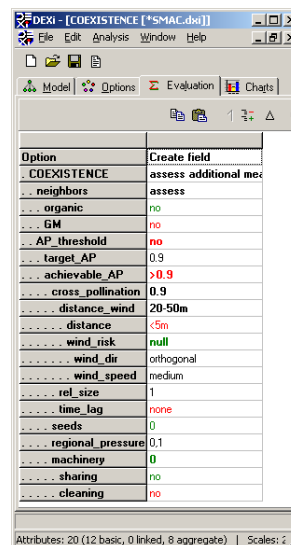 DEXi - [COEXISTENCE [*SMAC.dxi]]
File Edit Analysis Window Help
Model Options Σ Evaluation Charts
Option Create field
. COEXISTENCE assess additional mea
. . neighbors assess
. . . organic no
. . . GM no
. . AP_threshold no
. . . target_AP 0.9
. . . achievable_AP >0.9
. . . . cross_pollination 0.9
. . . . . distance_wind 20-50m
. . . . . . distance <5m
. . . . . . wind_risk null
. . . . . . . wind_dir orthogonal
. . . . . . . wind_speed medium
. . . . . rel_size 1
. . . . . time_lag none
. . . . seeds 0
. . . . regional_pressure 0,1
. . . . machinery 0
. . . . . sharing no
. . . . . cleaning no
Attributes: 20 (12 basic, 0 linked, 8 aggregate) Scales: 2